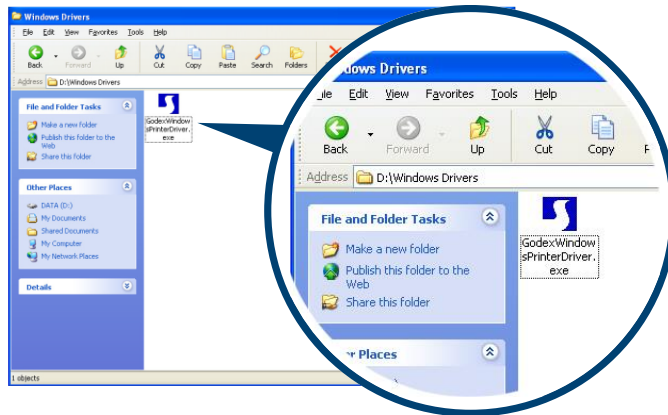 Windows Drivers
File Edit View Favorites Tools Help
Back Forward Up Cut Copy Paste Search Folders
Address D:\Windows Drivers
File and Folder Tasks
Make a new folder
Publish this folder to the
Web
Share this folder
Other Places
DATA (D:)
My Documents
Shared Documents
My Computer
My Network Places
Details
GodexWindow
sPrinterDriver.
exe
1 objects
dows Drivers
ile Edit View Favorites Tools Help
Back Forward Up Cut Copy
Address D:\Windows Drivers
File and Folder Tasks
Make a new folder
Publish this folder to the
Web
Share this folder
er Places
GodexWindow
sPrinterDriver.
exe